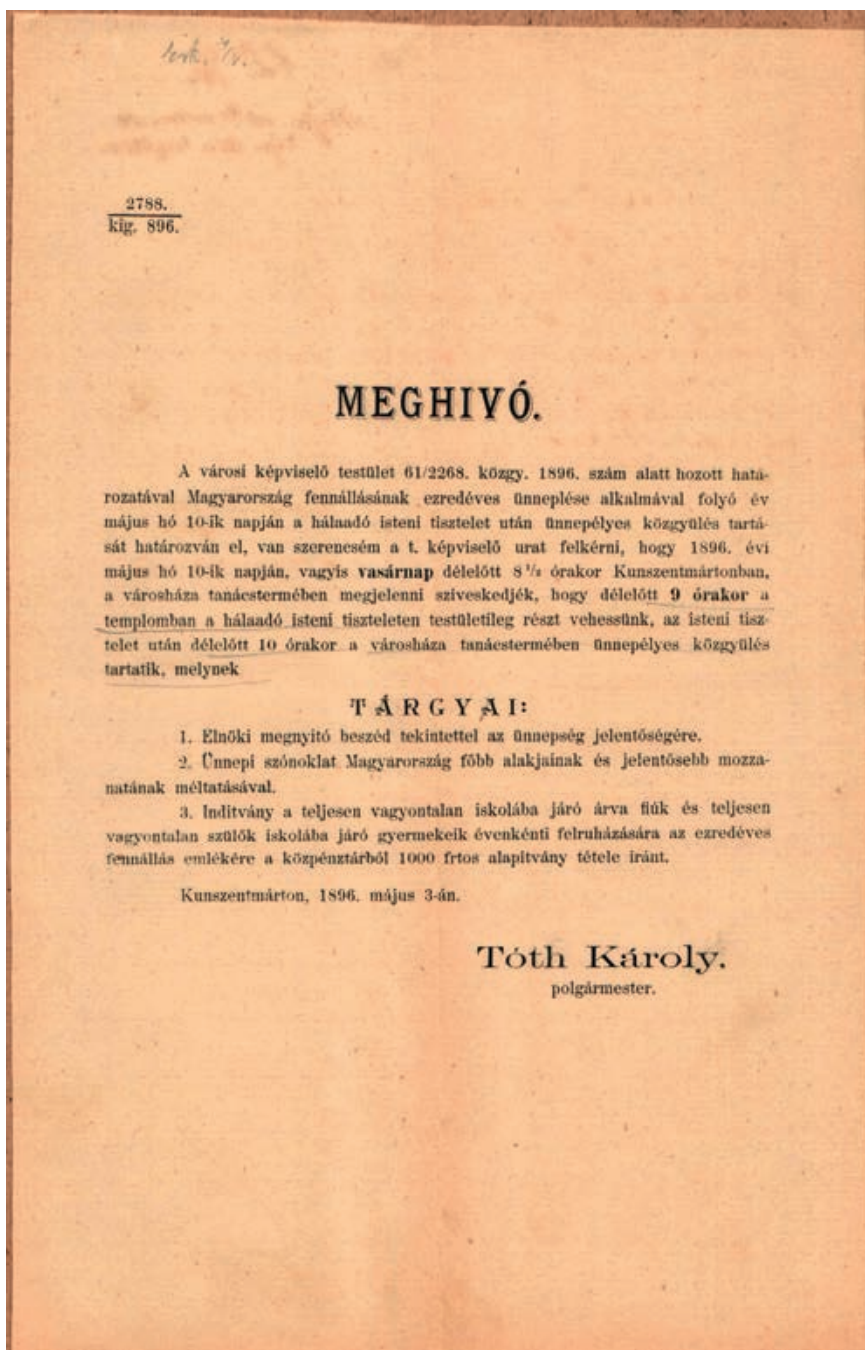 2788.
kig. 896.
MEGHIVÓ.
A városi képviselő testület 61/2268. közgy. 1896. szám alatt hozott hatá-
rozatával Magyarország fennállásának ezredéves ünneplése alkalmával folyó év
május hó 10-ik napján a hálaadó isteni tisztelet után ünnepélyes közgyülés tartá-
sát határozván el, van szerencsém a t. képviselő urat felkérni, hogy 1896. évi
május hó 10-ik napján, vagyis vasárnap délelőtt 8 1/2 órakor Kunszentmártonban,
a városháza tanácstermében megjelenni sziveskedjék, hogy délelőtt 9 órakor a
templomban a hálaadó isteni tiszteleten testületileg részt vehessünk, az isteni tisz-
telet után délelőtt 10 órakor a városháza tanácstermében ünnepélyes közgyülés
tartatik, melynek
TÁRGYAI:
1. Elnöki megnyitó beszéd tekintettel az ünnepség jelentőségére.
2. Ünnepi szónoklat Magyarország főbb alakjainak és jelentősebb mozza-
natának méltatásával.
3. Inditvány a teljesen vagyontalan iskolába járó árva fiúk és teljesen
vagyontalan szülők iskolába járó gyermekeik évenkénti felruházására az ezredéves
fennállás emlékére a közpénztárból 1000 frtos alapitvány tétele iránt.
Kunszentmárton, 1896. május 3-án.
Tóth Károly.
polgármester.